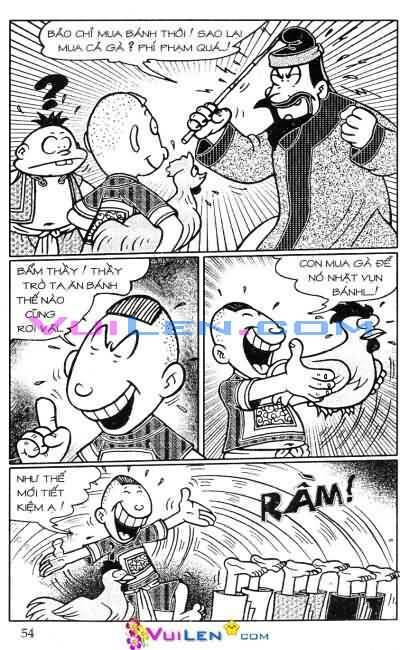 BẢO CHỈ MUA BÁNH THÔI ! SAO LẠI
MUA CẢ GÀ ? PHÍ PHẠM QUÁ...!
?
BẨM THẦY ! THẦY
TRÒ TA ĂN BÁNH
THẾ NÀO
CŨNG
RƠI VÃI...
CON MUA GÀ ĐỂ
NÓ NHẶT VỤN
BÁNH!...!
VUILEN.COM
NHƯ THẾ
MỚI TIẾT
KIỆM Ạ !
RẦM!
54
VUILEN.COM